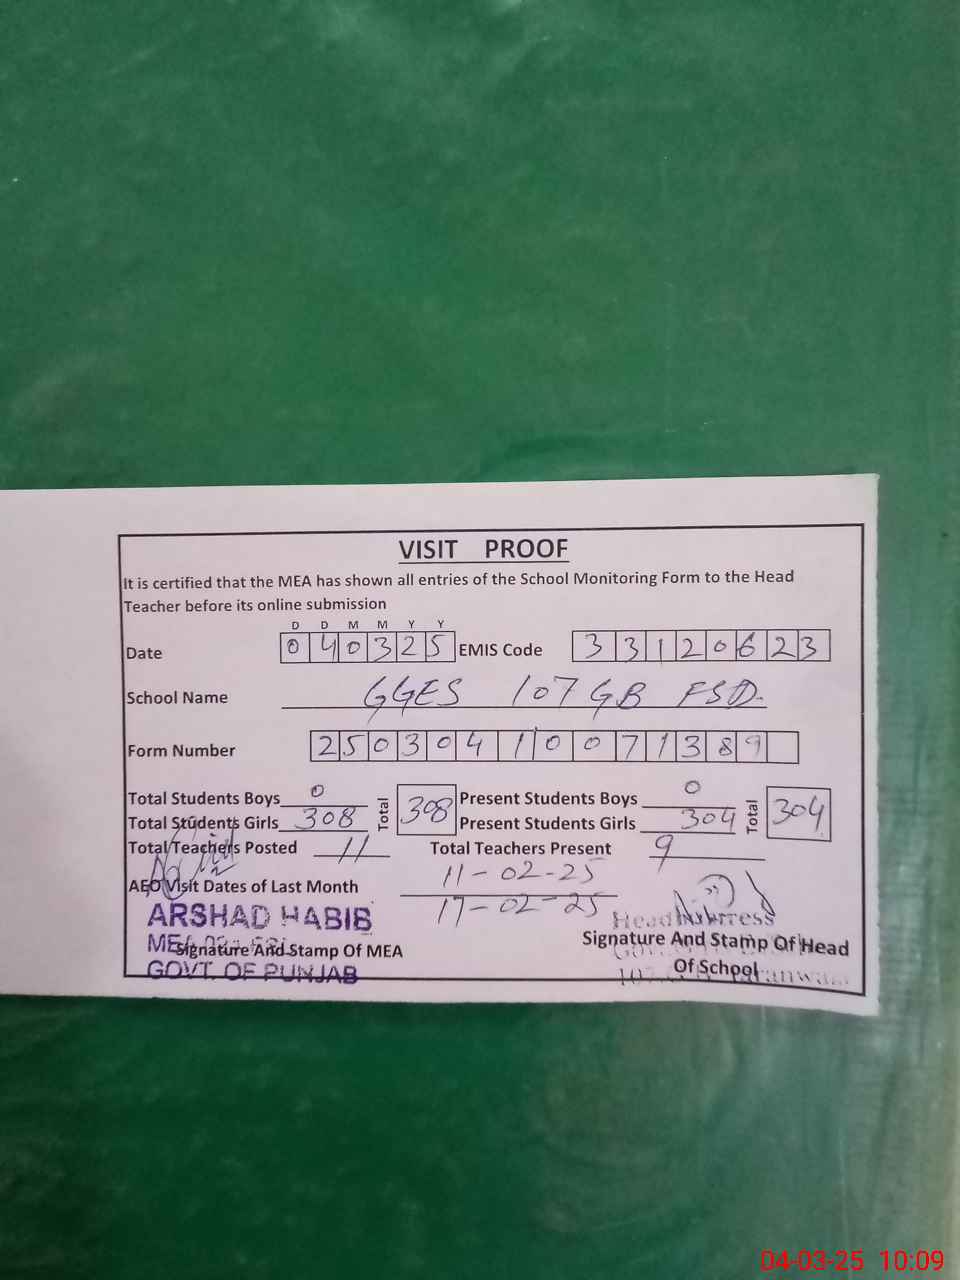 VISIT PROOF
It is certified that the MEA has shown all entries of the School Monitoring Form to the Head
Teacher before its online submission
D D M M Y Y
Date 0 4 0 3 2 5 EMIS Code 3 3 1 2 0 6 2 3
School Name GGES 107 GB FSD.
Form Number 2 5 0 3 0 4 1 0 0 7 1 3 8 9
Total Students Boys 0 Total 308 Present Students Boys 0 Total 304
Total Students Girls 308 Present Students Girls 304
Total Teachers Posted 11 Total Teachers Present 9
AEO Visit Dates of Last Month 11-02-25
17-02-25
ARSHAD HABIB
MEA
Signature And Stamp Of MEA
GOVT. OF PUNJAB
Signature And Stamp Of Head
Of School
04-03-25 10:09